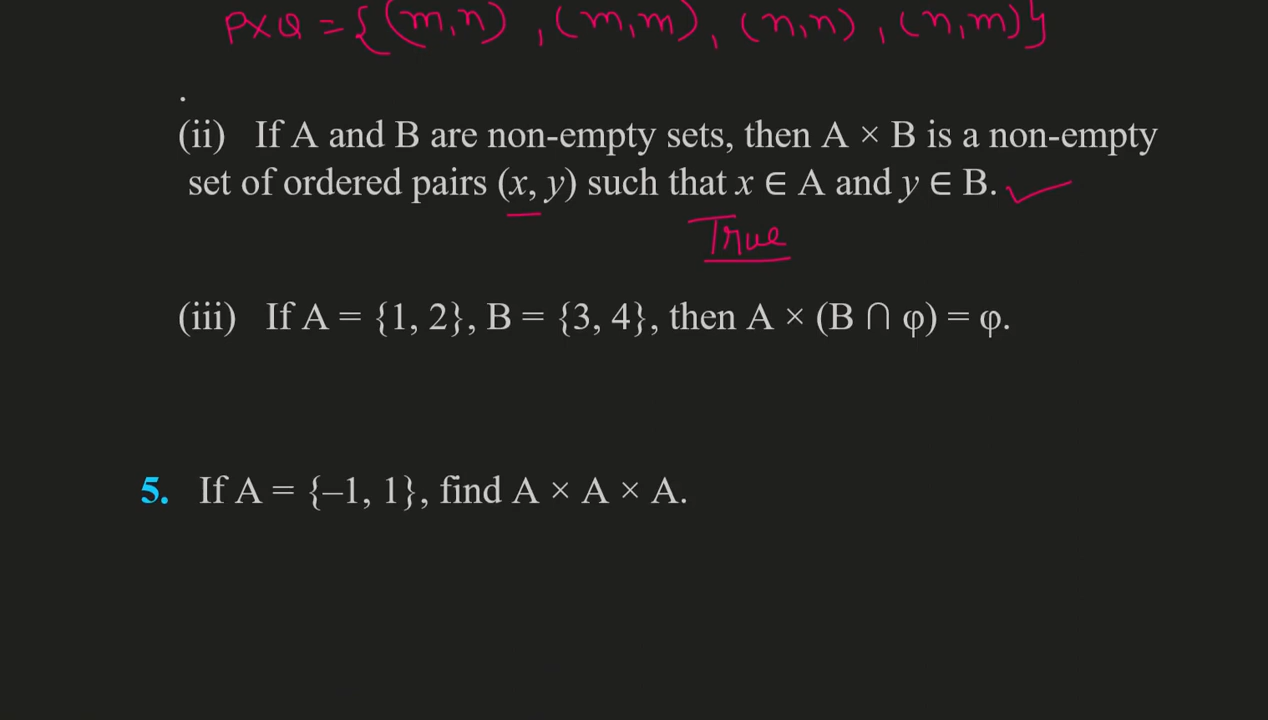 P×Q = {(m,n) , (m,m) , (n,n) , (n,m)}
.
(ii) If A and B are non-empty sets, then A × B is a non-empty
set of ordered pairs (x, y) such that x ∈ A and y ∈ B. ✓
True
(iii) If A = {1, 2}, B = {3, 4}, then A × (B ∩ φ) = φ.
5. If A = {–1, 1}, find A × A × A.